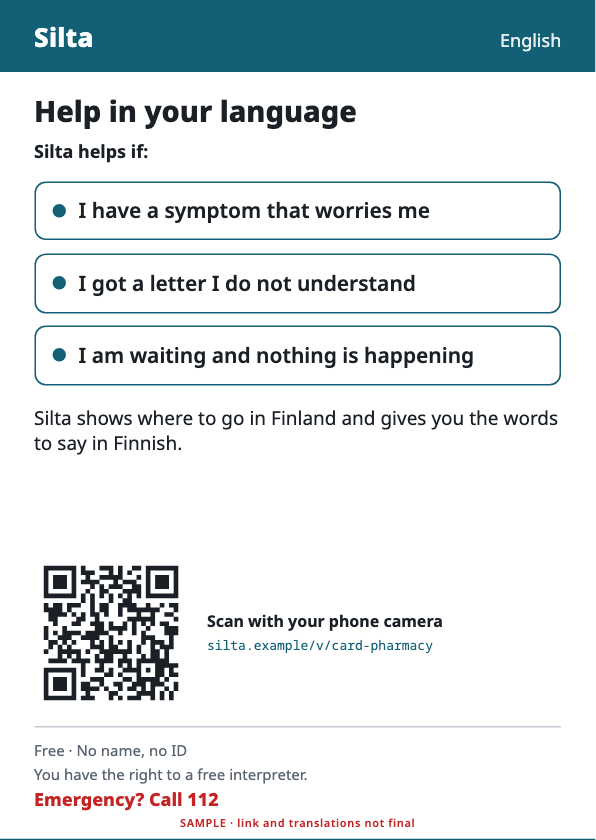 Silta
English
Help in your language
Silta helps if:
I have a symptom that worries me
I got a letter I do not understand
I am waiting and nothing is happening
Silta shows where to go in Finland and gives you the words
to say in Finnish.
Scan with your phone camera
silta.example/v/card-pharmacy
Free · No name, no ID
You have the right to a free interpreter.
Emergency? Call 112
SAMPLE · link and translations not final